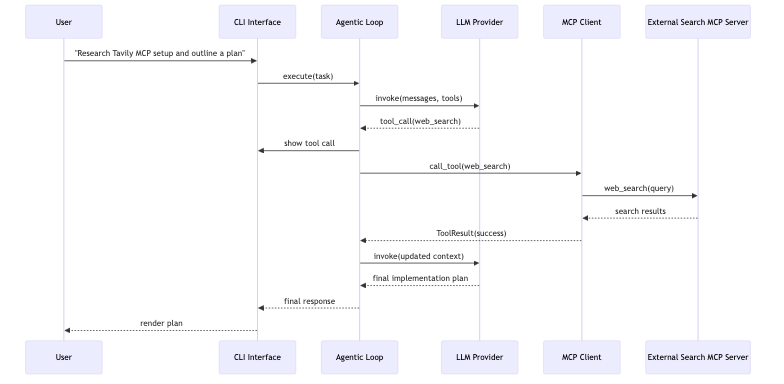 User
CLI Interface
Agentic Loop
LLM Provider
MCP Client
External Search MCP Server
"Research Tavily MCP setup and outline a plan"
execute(task)
invoke(messages, tools)
tool_call(web_search)
show tool call
call_tool(web_search)
web_search(query)
search results
ToolResult(success)
invoke(updated context)
final implementation plan
final response
render plan
User
CLI Interface
Agentic Loop
LLM Provider
MCP Client
External Search MCP Server